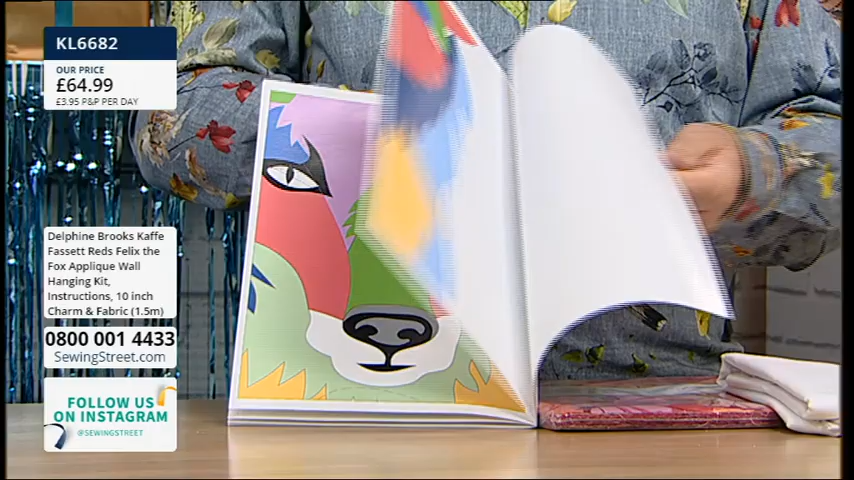 KL6682
OUR PRICE
£64.99
£3.95 P&P PER DAY
Delphine Brooks Kaffe
Fassett Reds Felix the
Fox Applique Wall
Hanging Kit,
Instructions, 10 inch
Charm & Fabric (1.5m)
0800 001 4433
SewingStreet.com
FOLLOW US
ON INSTAGRAM
@SEWINGSTREET